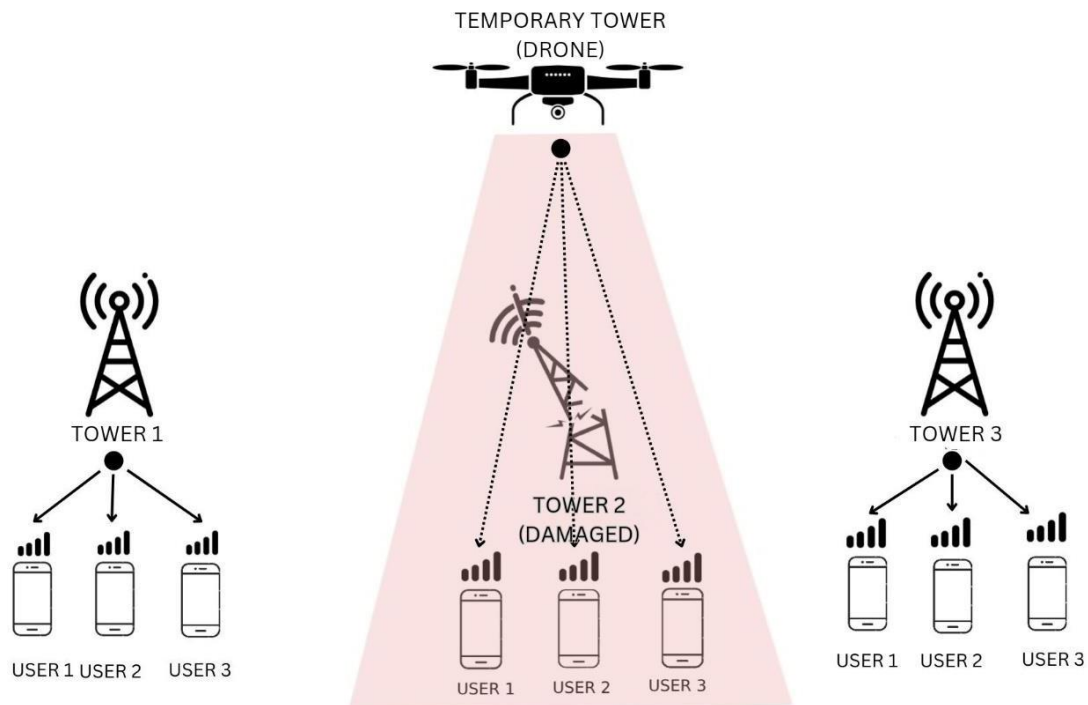 TEMPORARY TOWER
(DRONE)
TOWER 1
TOWER 2
(DAMAGED)
TOWER 3
USER 1 USER 2 USER 3
USER 1 USER 2 USER 3
USER 1 USER 2 USER 3